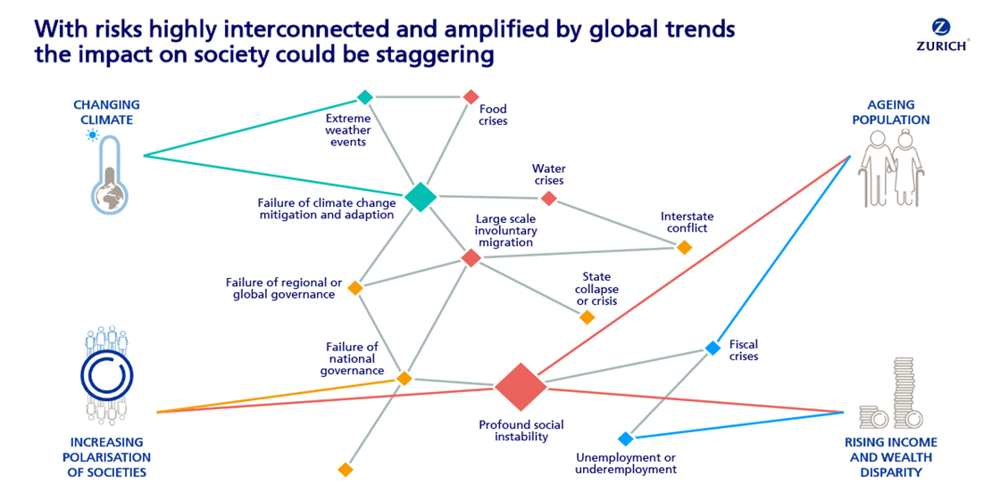 With risks highly interconnected and amplified by global trends
the impact on society could be staggering
ZURICH
CHANGING
CLIMATE
Extreme
weather
events
Food
crises
AGEING
POPULATION
Water
crises
Failure of climate change
mitigation and adaption
Large scale
involuntary
migration
Interstate
conflict
Failure of regional or
global governance
State
collapse
or crisis
Failure of
national
governance
Fiscal
crises
Profound social
instability
INCREASING
POLARISATION
OF SOCIETIES
Unemployment or
underemployment
RISING INCOME
AND WEALTH
DISPARITY